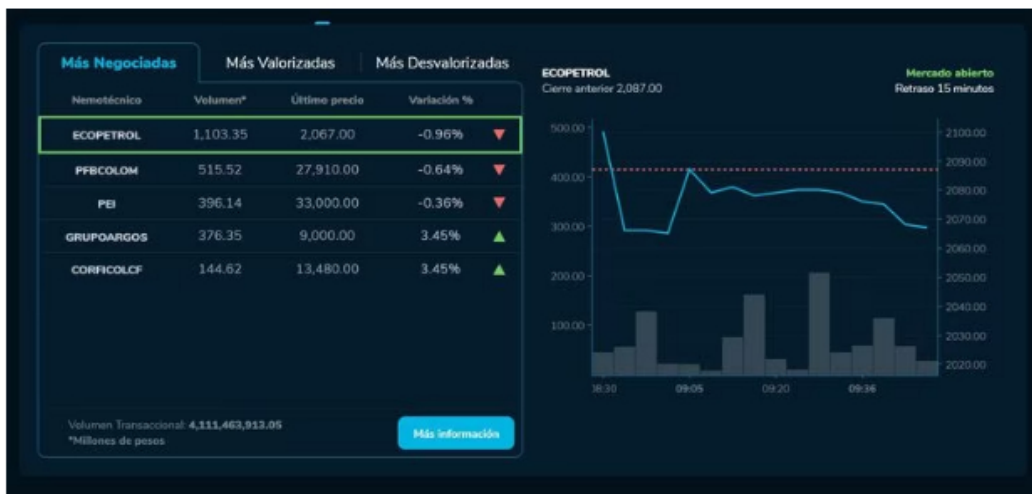 Más Negociadas Más Valorizadas Más Desvalorizadas
Nemotécnico Volumen* Último precio Variación %
ECOPETROL 1,103.35 2,067.00 -0.96%
PFBCOLOM 515.52 27,910.00 -0.64%
PEI 396.14 33,000.00 -0.36%
GRUPOARGOS 376.35 9,000.00 3.45%
CORFICOLCF 144.62 13,480.00 3.45%
Volumen Transaccional: 4,111,463,913.05
*Millones de pesos
Más información
ECOPETROL
Cierre anterior 2,087.00
Mercado abierto
Retraso 15 minutos
500.00
400.00
300.00
200.00
100.00
2100.00
2090.00
2080.00
2070.00
2060.00
2050.00
2040.00
2030.00
2020.00
08:30 09:05 09:20 09:36